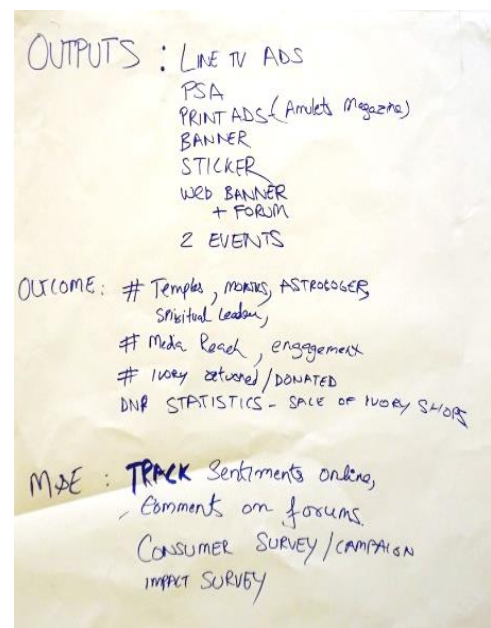 OUTPUTS : LINE TV ADS
PSA
PRINT ADS - (Amulets Magazine)
BANNER
STICKER
WEB BANNER
+ FORUM
2 EVENTS
OUTCOME : # Temples, MONKS, ASTROLOGER,
Spiritual Leaders,
# Media Reach, engagement
# Ivory returned / DONATED
DNP STATISTICS - SALE OF IVORY SHOPS
M&E : TRACK Sentiments online,
Comments on forums.
CONSUMER SURVEY / CAMPAIGN
IMPACT SURVEY